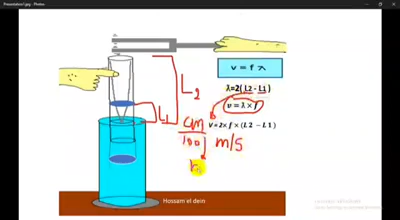 Presentation1.jpg - Photos
v = f λ
λ=2(L2 - L1)
v = λ × f
V=2× f ×(L2 – L1)
L2
L1
cm
100
m/s
Hossam el dein